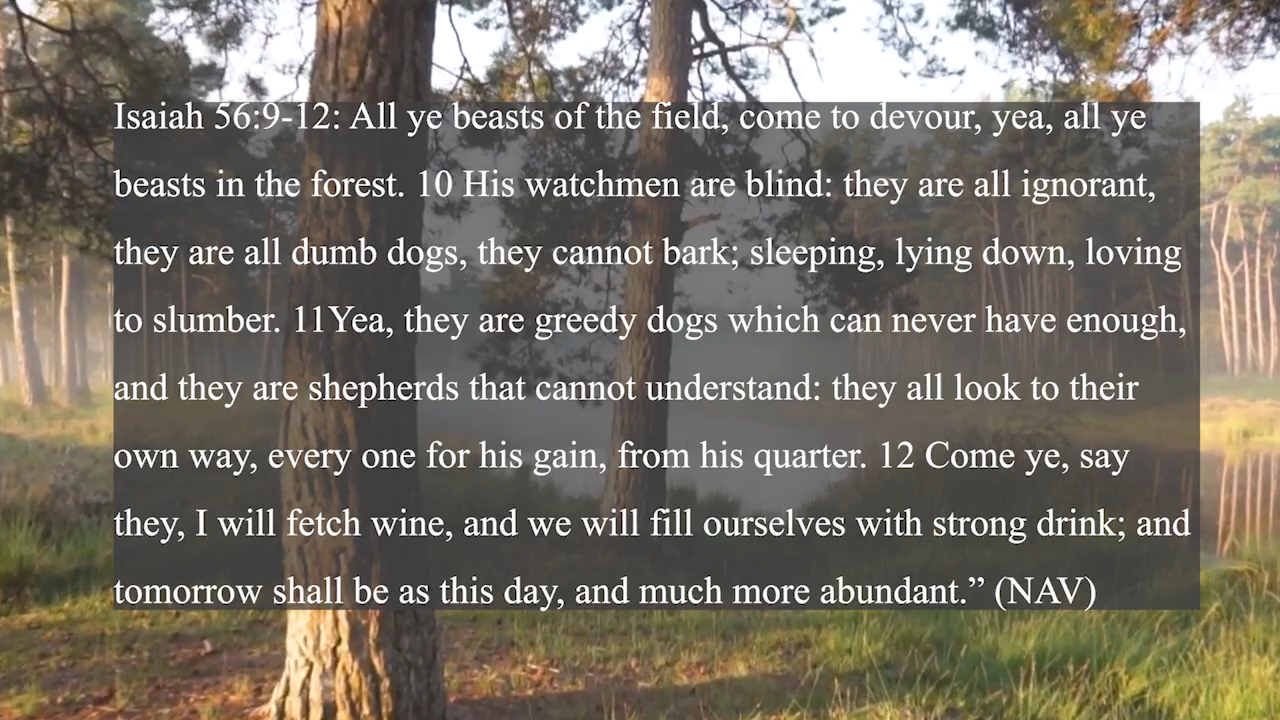 Isaiah 56:9-12: All ye beasts of the field, come to devour, yea, all ye
beasts in the forest. 10 His watchmen are blind: they are all ignorant,
they are all dumb dogs, they cannot bark; sleeping, lying down, loving
to slumber. 11Yea, they are greedy dogs which can never have enough,
and they are shepherds that cannot understand: they all look to their
own way, every one for his gain, from his quarter. 12 Come ye, say
they, I will fetch wine, and we will fill ourselves with strong drink; and
tomorrow shall be as this day, and much more abundant.” (NAV)